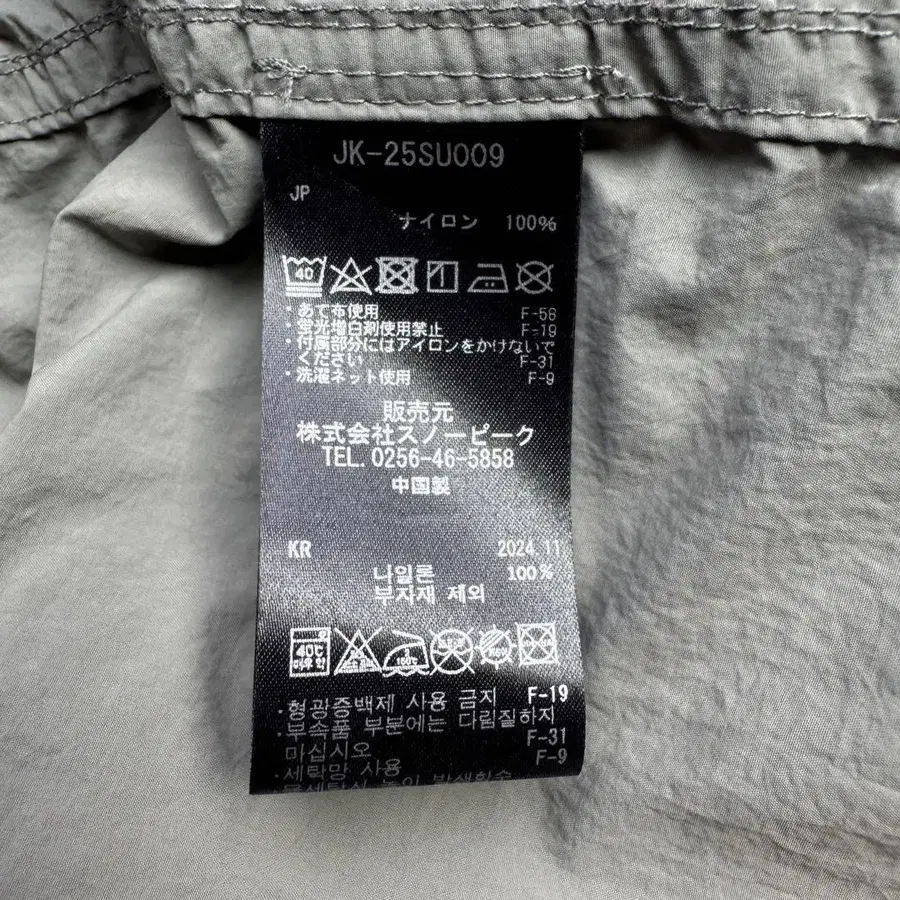 JK-25SU009
JP
ナイロン 100%
40
・あて布使用 F-56
・蛍光増白剤使用禁止 F-19
・付属部分にはアイロンをかけないで
ください F-31
・洗濯ネット使用 F-9
販売元
株式会社スノーピーク
TEL. 0256-46-5858
中国製
KR 2024.11
나일론 100%
부자재 제외
40℃
·형광증백제 사용 금지 F-19
·부속품 부분에는 다림질하지
마십시오 F-31
·세탁망 사용 F-9